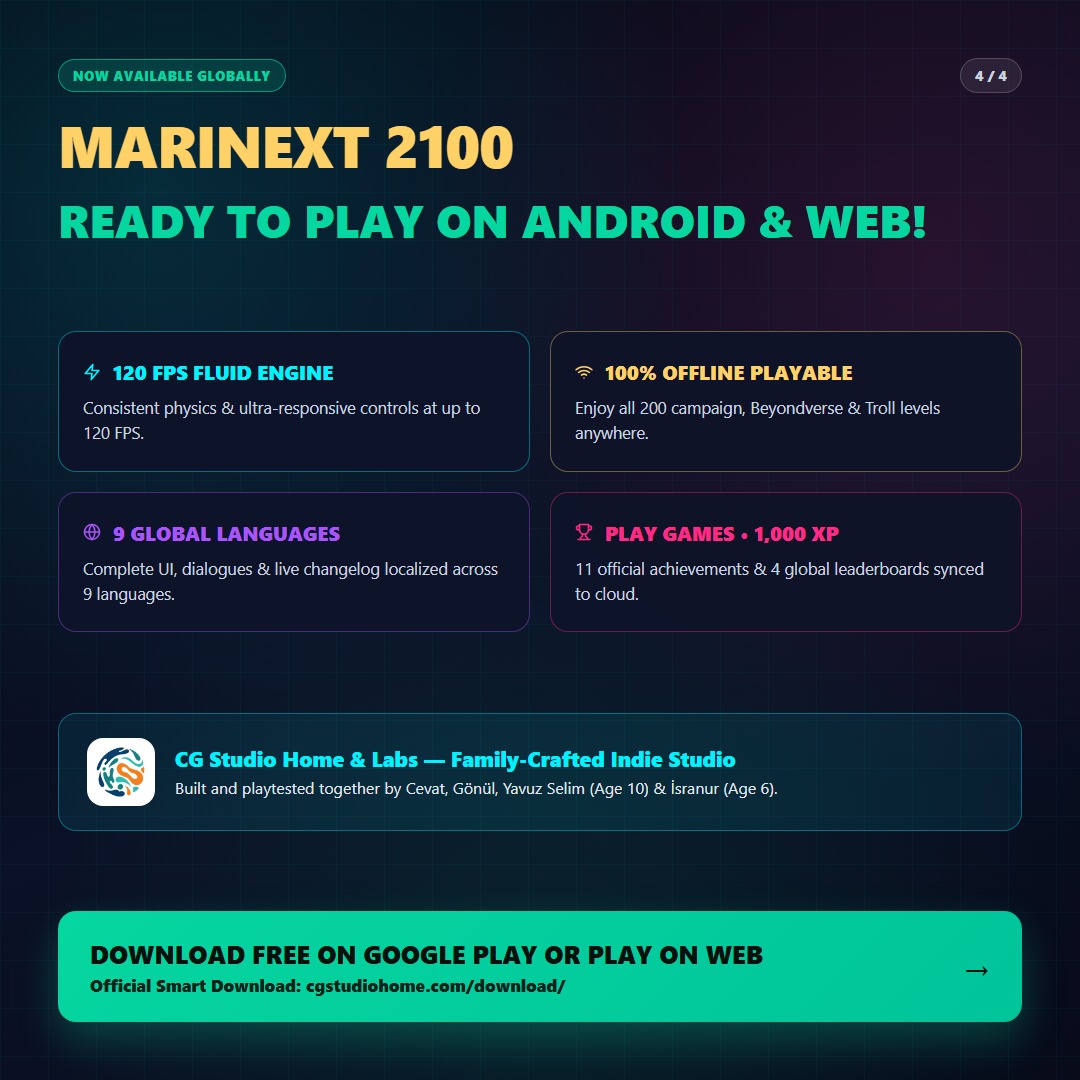 NOW AVAILABLE GLOBALLY
4 / 4
MARINEXT 2100
READY TO PLAY ON ANDROID & WEB!
120 FPS FLUID ENGINE
Consistent physics & ultra-responsive controls at up to
120 FPS.
100% OFFLINE PLAYABLE
Enjoy all 200 campaign, Beyondverse & Troll levels
anywhere.
9 GLOBAL LANGUAGES
Complete UI, dialogues & live changelog localized across
9 languages.
PLAY GAMES • 1,000 XP
11 official achievements & 4 global leaderboards synced
to cloud.
CG Studio Home & Labs — Family-Crafted Indie Studio
Built and playtested together by Cevat, Gönül, Yavuz Selim (Age 10) & İsranur (Age 6).
DOWNLOAD FREE ON GOOGLE PLAY OR PLAY ON WEB
Official Smart Download: cgstudiohome.com/download/
→